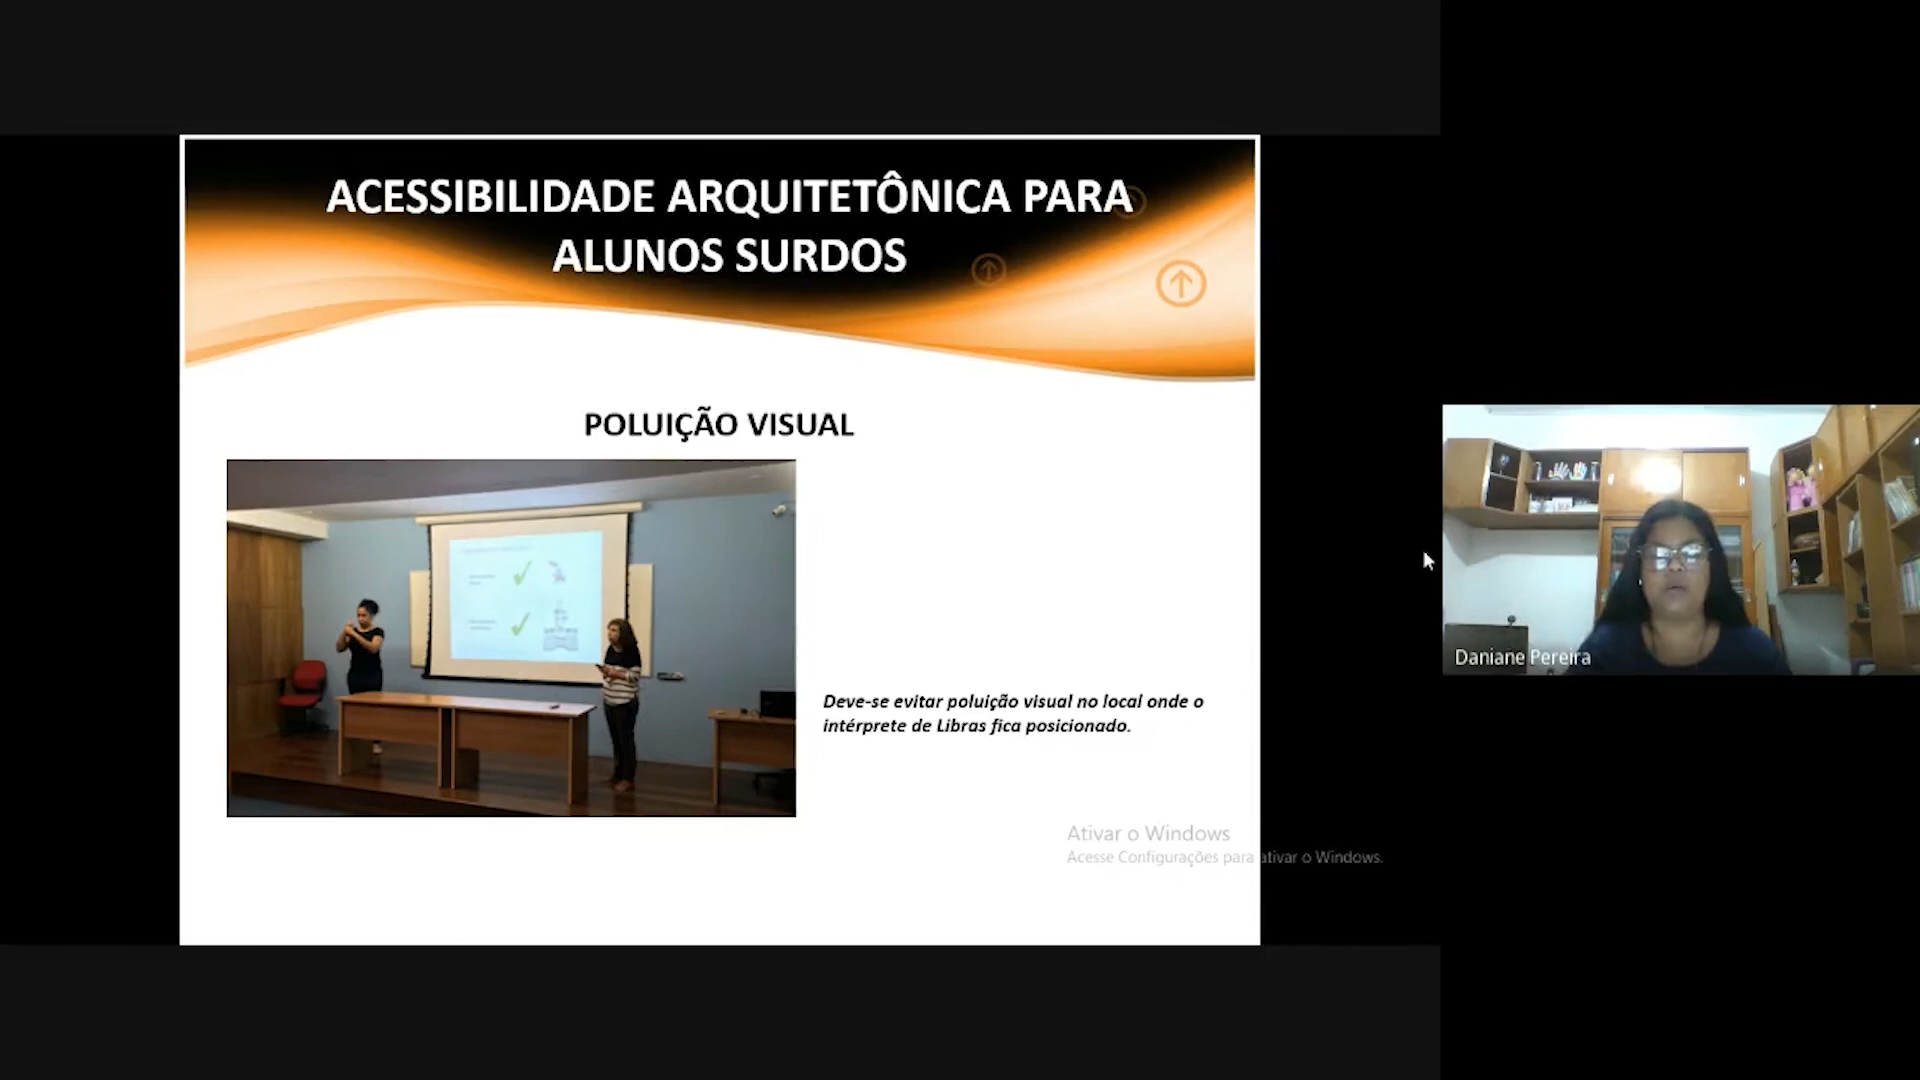 ACESSIBILIDADE ARQUITETÔNICA PARA
ALUNOS SURDOS
POLUIÇÃO VISUAL
Deve-se evitar poluição visual no local onde o
intérprete de Libras fica posicionado.
Ativar o Windows
Acesse Configurações para ativar o Windows.
Daniane Pereira